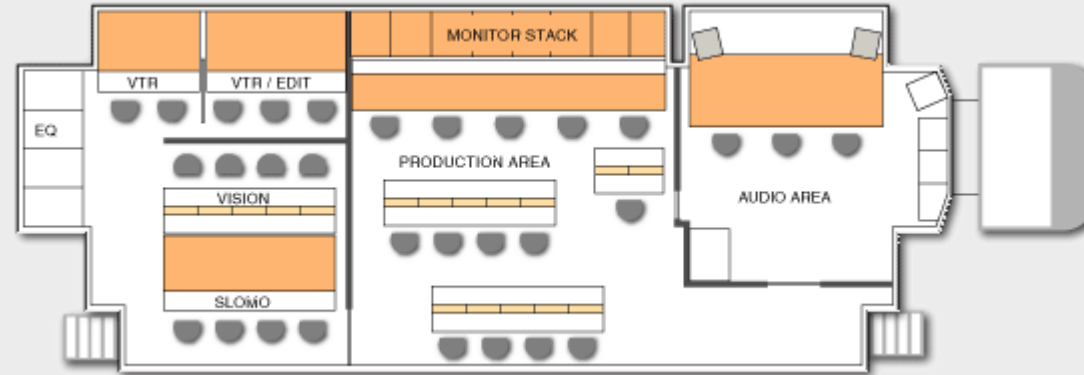 MONITOR STACK
VTR
VTR / EDIT
EQ
PRODUCTION AREA
VISION
AUDIO AREA
SLOMO